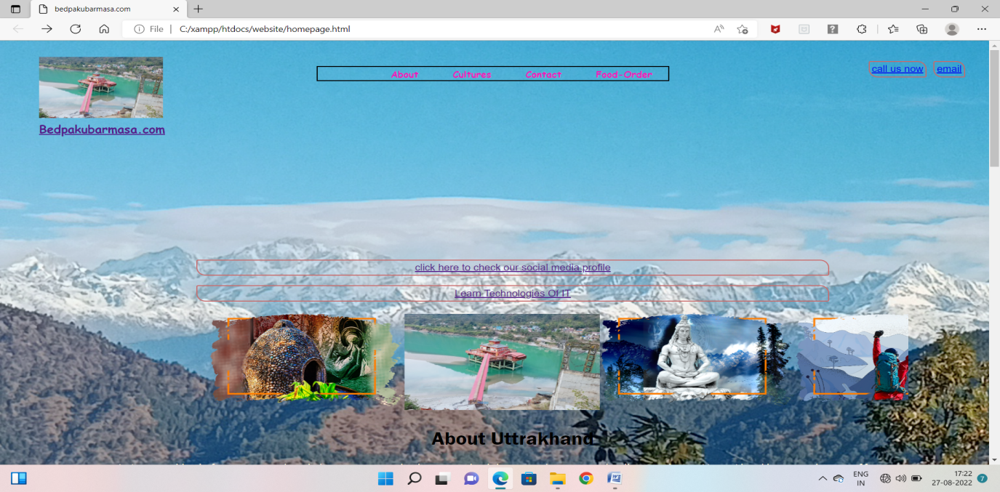 bedpakubarmasa.com
File | C:/xampp/htdocs/website/homepage.html
About Cultures Contact Food-Order
call us now email
Bedpakubarmasa.com
click here to check our social media profile
Learn Technologies Of IT
About Uttrakhand
ENG
IN
17:22
27-08-2022
7